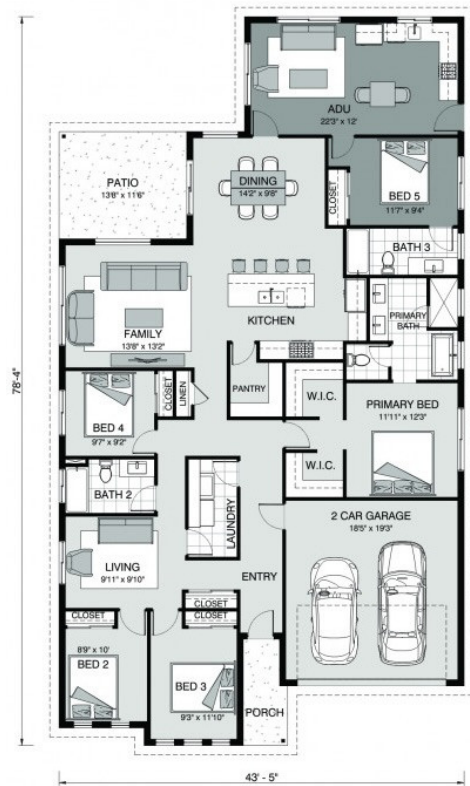 ADU
22'3" x 12'
PATIO
13'8" x 11'6"
DINING
14'2" x 9'8"
CLOSET
BED 5
11'7" x 9'4"
BATH 3
FAMILY
13'8" x 13'2"
KITCHEN
PRIMARY
BATH
78'-4"
BED 4
9'7" x 9'2"
CLOSET
LINEN
PANTRY
W.I.C.
PRIMARY BED
11'11" x 12'3"
BATH 2
LAUNDRY
W.I.C.
2 CAR GARAGE
18'5" x 19'3"
LIVING
9'11" x 9'10"
ENTRY
CLOSET
CLOSET
CLOSET
8'9" x 10'
BED 2
BED 3
9'3" x 11'10"
PORCH
43' - 5"